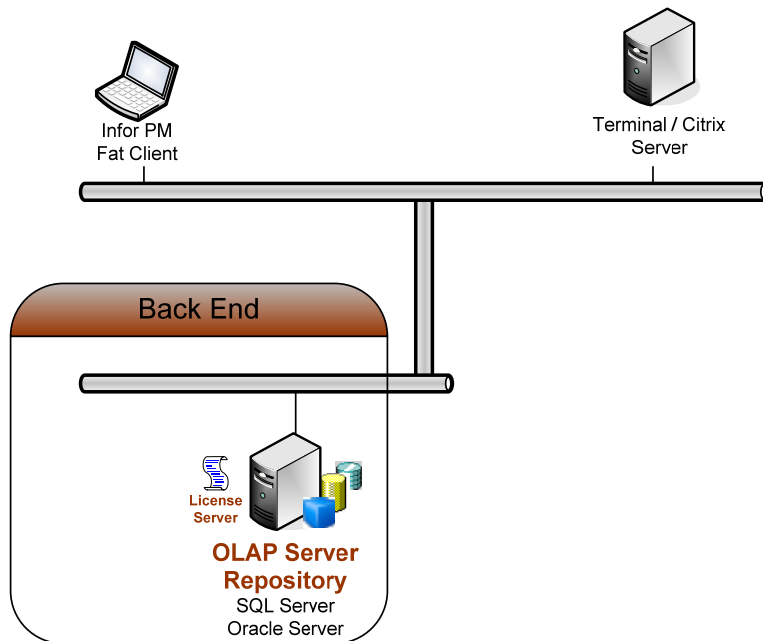 Infor PM
Fat Client
Terminal / Citrix
Server
Back End
License
Server
OLAP Server
Repository
SQL Server
Oracle Server